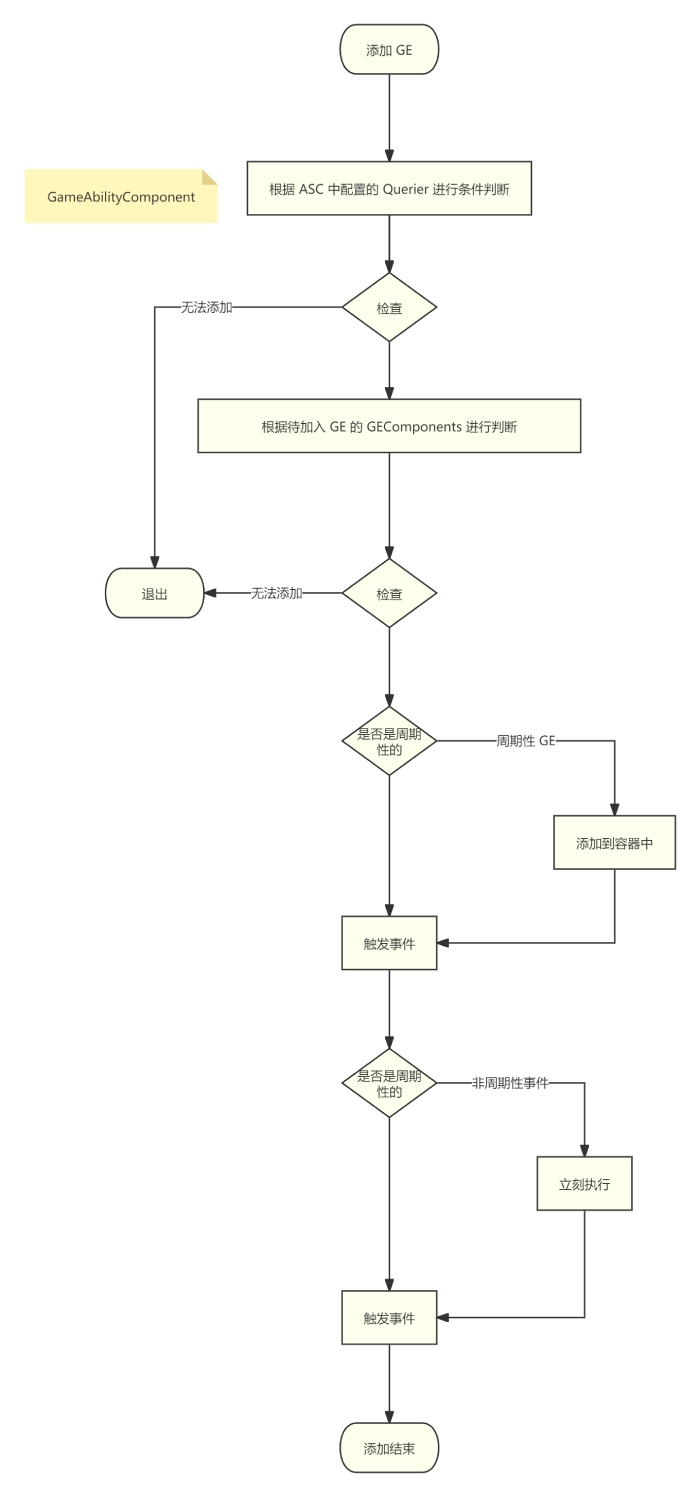 添加 GE
根据 ASC 中配置的 Querier 进行条件判断
GameAbilityComponent
无法添加
检查
根据待加入 GE 的 GEComponents 进行判断
退出
无法添加
检查
是否是周期
性的
周期性 GE
添加到容器中
触发事件
是否是周期
性的
非周期性事件
立刻执行
触发事件
添加结束